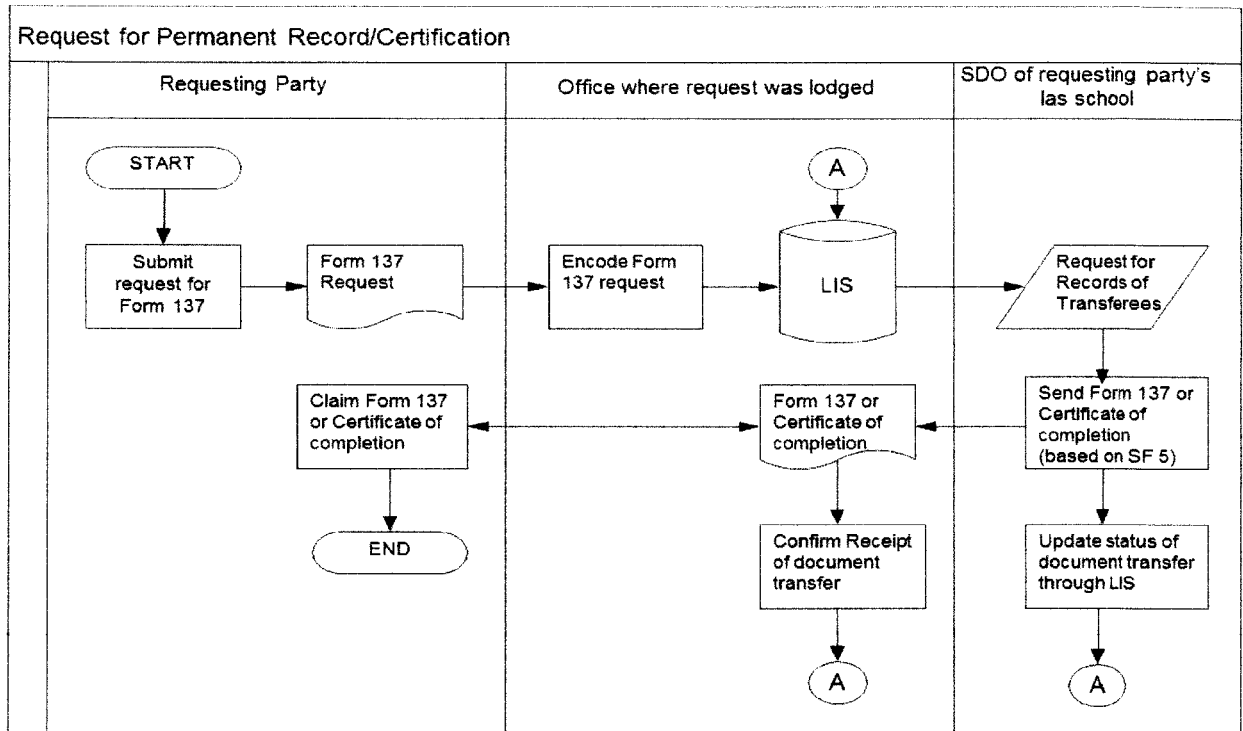 Request for Permanent Record/Certification
Requesting Party
Office where request was lodged
SDO of requesting party's
las school
START
A
Submit
request for
Form 137
Form 137
Request
Encode Form
137 request
LIS
Request for
Records of
Transferees
Claim Form 137
or Certificate of
completion
Form 137 or
Certificate of
completion
Send Form 137 or
Certificate of
completion
(based on SF 5)
END
Confirm Receipt
of document
transfer
Update status of
document transfer
through LIS
A
A